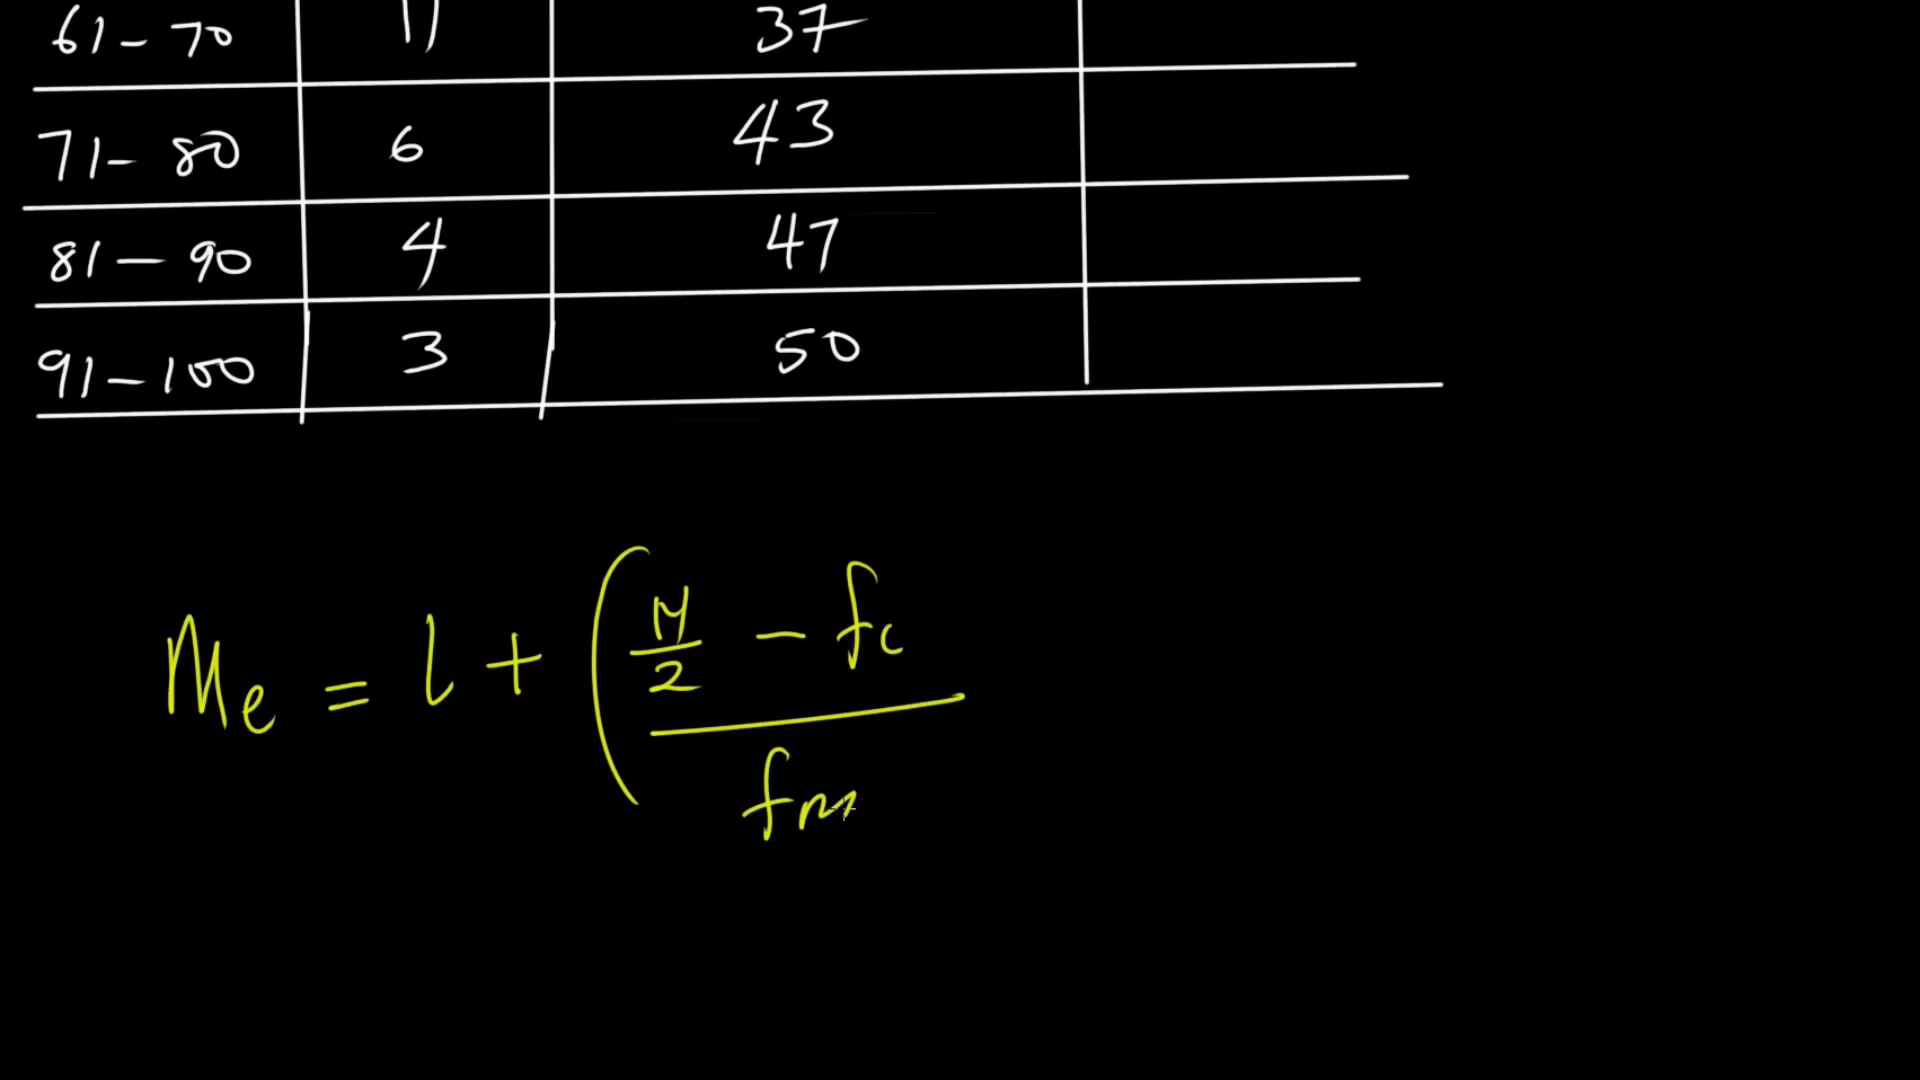 61 - 70 11 37
71 - 80 6 43
81 - 90 4 47
91 - 100 3 50
Me = l + ( N/2 - fc
fm